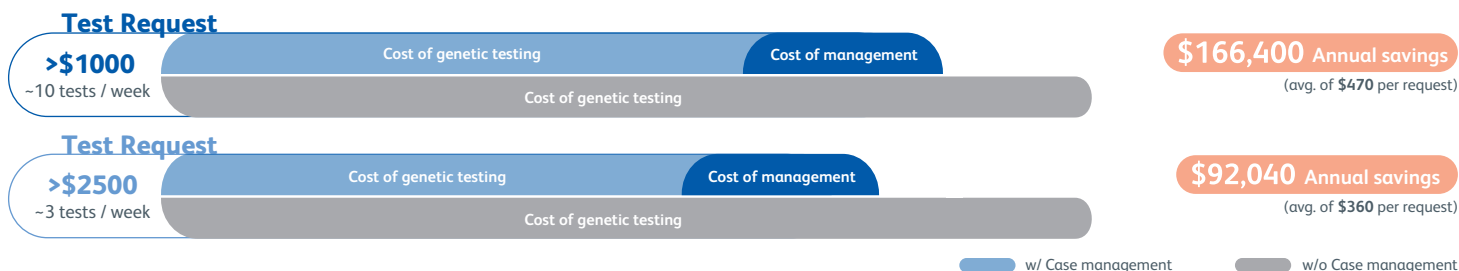 Test Request
>$1000
~10 tests / week
Cost of genetic testing
Cost of management
Cost of genetic testing
$166,400 Annual savings
(avg. of $470 per request)
Test Request
>$2500
~3 tests / week
Cost of genetic testing
Cost of management
Cost of genetic testing
$92,040 Annual savings
(avg. of $360 per request)
w/ Case management
w/o Case management